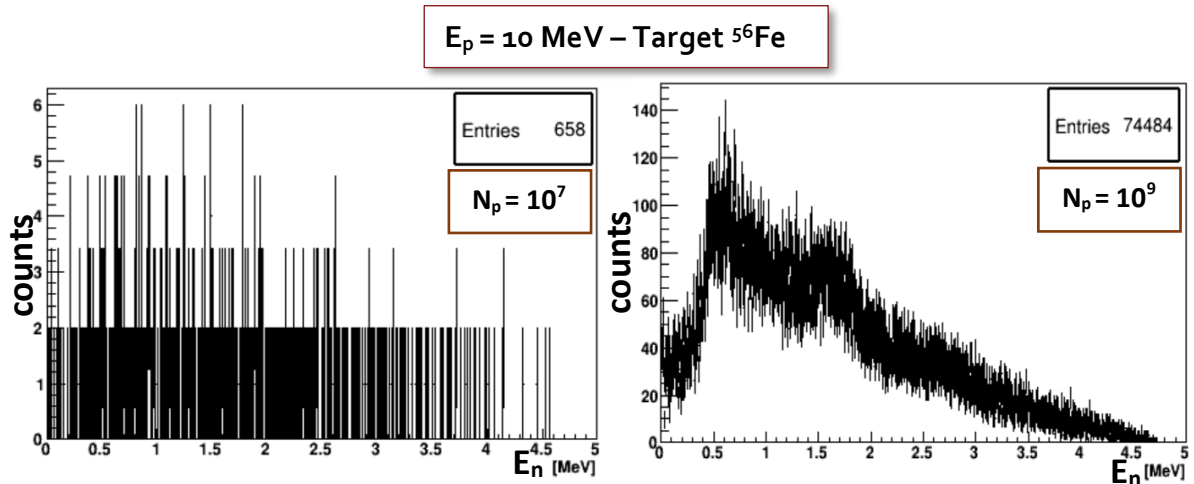 Eₚ = 10 MeV – Target ⁵⁶Fe
6
5
4
3
2
1
0
counts
Entries 658
Nₚ = 10⁷
0 0.5 1 1.5 2 2.5 3 3.5 4 4.5 5
Eₙ [MeV]
140
120
100
80
60
40
20
0
counts
Entries 74484
Nₚ = 10⁹
0 0.5 1 1.5 2 2.5 3 3.5 4 4.5 5
Eₙ [MeV]